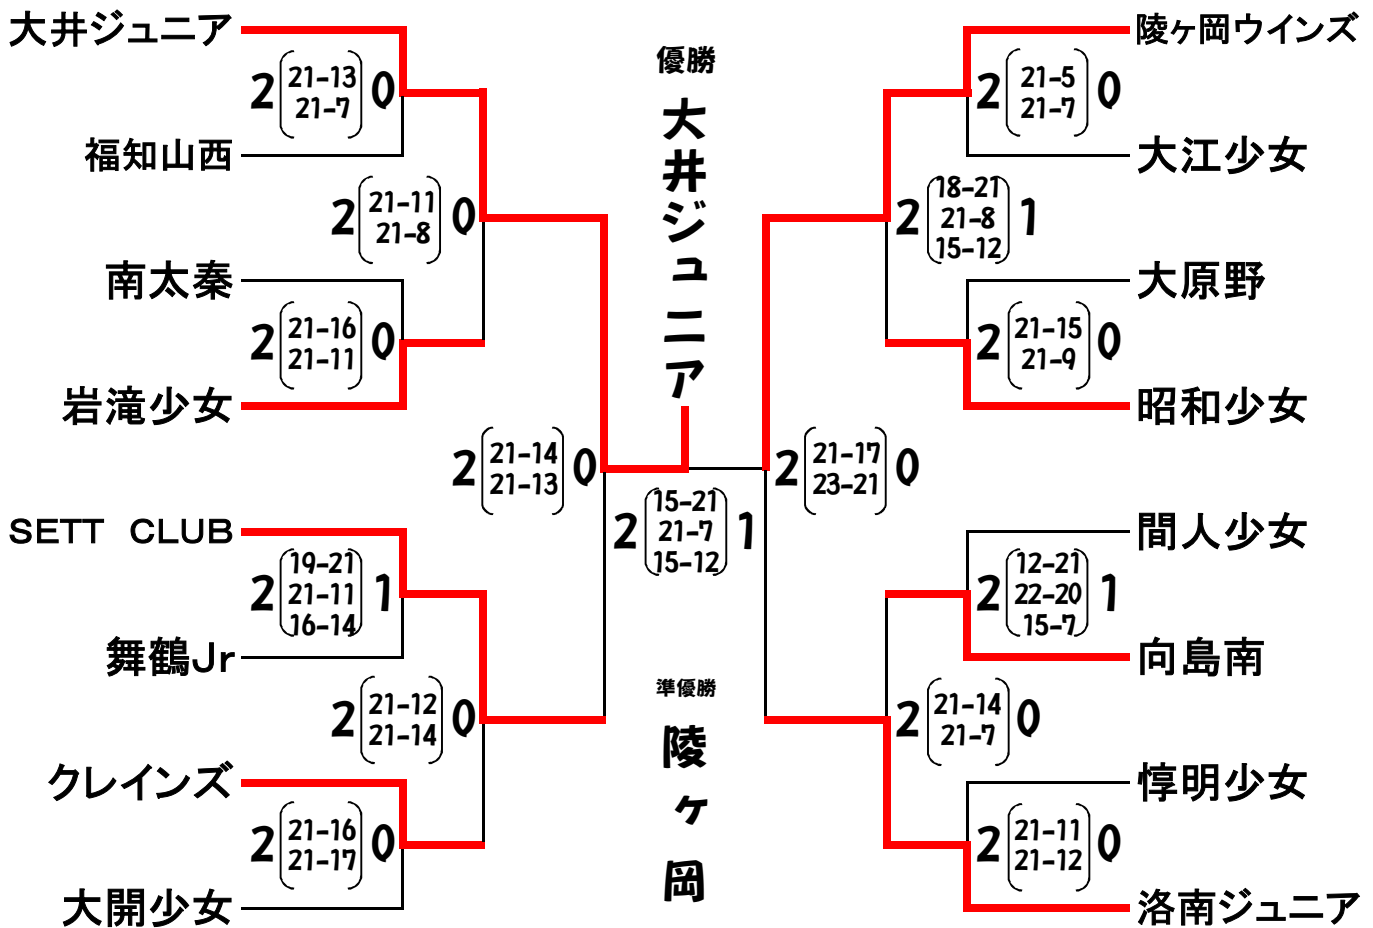 大井ジュニア
2 21-13 0
21-7
福知山西
2 21-11 0
21-8
南太秦
2 21-16 0
21-11
岩滝少女
2 21-14 0
21-13
SETT CLUB
2 19-21 1
21-11
16-14
舞鶴Jr
2 21-12 0
21-14
クレインズ
2 21-16 0
21-17
大開少女
優勝
大井ジュニア
2 15-21 1
21-7
15-12
準優勝
陵ヶ岡
陵ヶ岡ウインズ
2 21-5 0
21-7
大江少女
2 18-21 1
21-8
15-12
大原野
2 21-15 0
21-9
昭和少女
2 21-17 0
23-21
間人少女
2 12-21 1
22-20
15-7
向島南
2 21-14 0
21-7
惇明少女
2 21-11 0
21-12
洛南ジュニア